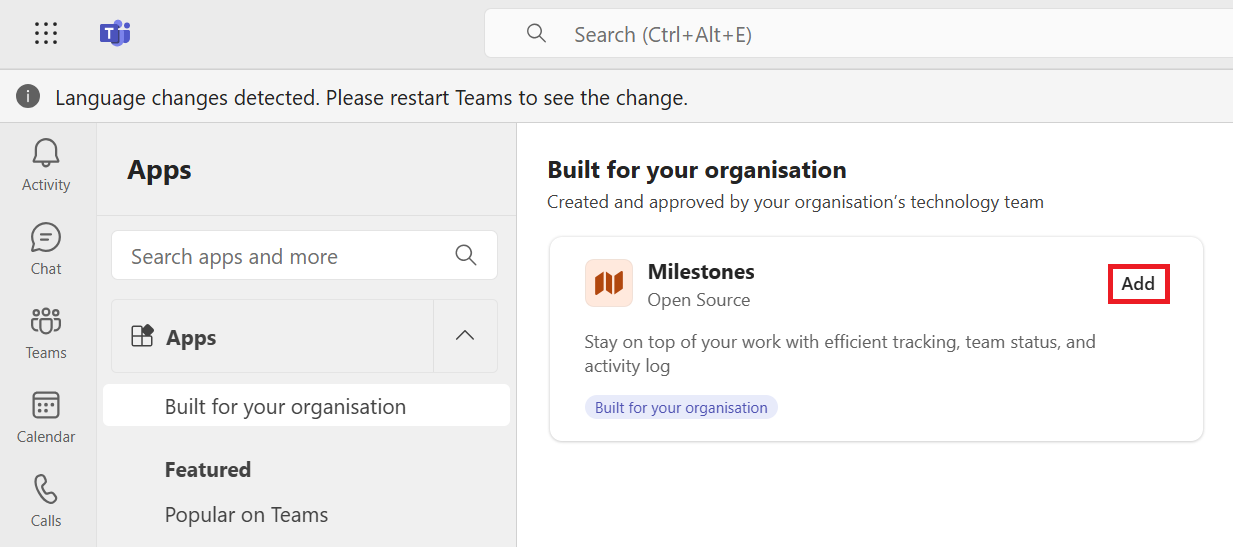 Search (Ctrl+Alt+E)
Language changes detected. Please restart Teams to see the change.
Activity
Chat
Teams
Calendar
Calls
Apps
Search apps and more
Apps
Built for your organisation
Featured
Popular on Teams
Built for your organisation
Created and approved by your organisation’s technology team
Milestones
Open Source
Add
Stay on top of your work with efficient tracking, team status, and
activity log
Built for your organisation